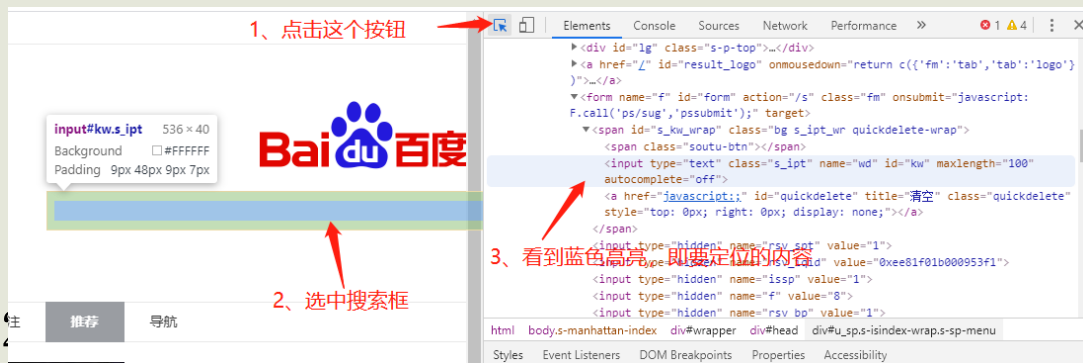 1、点击这个按钮
Elements Console Sources Network Performance » 1 4
<div id="lg" class="s-p-top">…</div>
<a href="/" id="result_logo" onmousedown="return c({'fm':'tab','tab':'logo'}
)">…</a>
<form name="f" id="form" action="/s" class="fm" onsubmit="javascript:
F.call('ps/sug','pssubmit');" target>
<span id="s_kw_wrap" class="bg s_ipt_wr quickdelete-wrap">
<span class="soutu-btn"></span>
<input type="text" class="s_ipt" name="wd" id="kw" maxlength="100"
autocomplete="off">
<a href="javascript:;" id="quickdelete" title="清空" class="quickdelete"
style="top: 0px; right: 0px; display: none;"></a>
</span>
<input type="hidden" name="rsv_spt" value="1">
<input type="hidden" name="rsv_iqid" value="0xee81f01b000953f1">
<input type="hidden" name="issp" value="1">
<input type="hidden" name="f" value="8">
<input type="hidden" name="rsv_bp" value="1">
html body.s-manhattan-index div#wrapper div#head div#u_sp.s-isindex-wrap.s-sp-menu
Styles Event Listeners DOM Breakpoints Properties Accessibility
input#kw.s_ipt 536 × 40
Background #FFFFFF
Padding 9px 48px 9px 7px
Bai du 百度
2、选中搜索框
3、看到蓝色高亮，即要定位的内容
推荐 导航